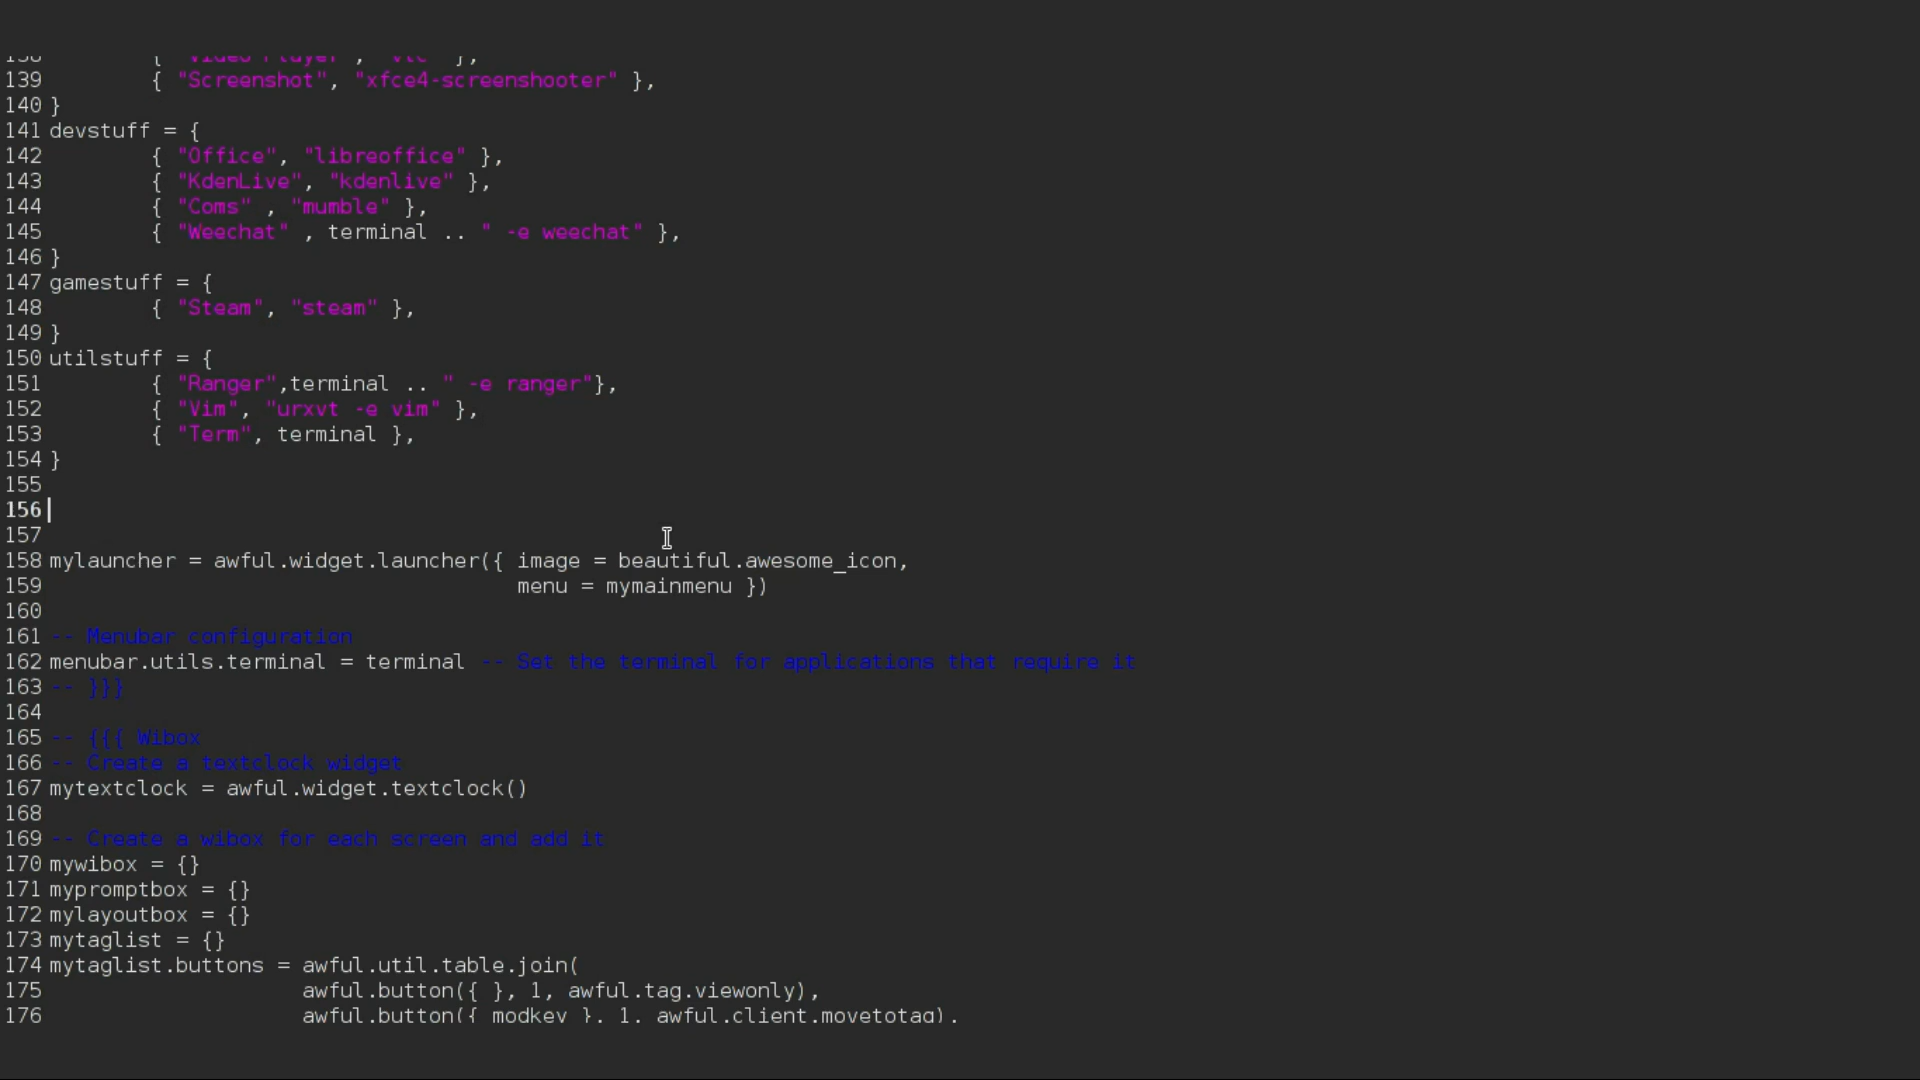 138 { "Video Player", "vlc" },
139 { "Screenshot", "xfce4-screenshooter" },
140 }
141 devstuff = {
142 { "Office", "libreoffice" },
143 { "KdenLive", "kdenlive" },
144 { "Coms" , "mumble" },
145 { "Weechat" , terminal .. " -e weechat" },
146 }
147 gamestuff = {
148 { "Steam", "steam" },
149 }
150 utilstuff = {
151 { "Ranger",terminal .. " -e ranger"},
152 { "Vim", "urxvt -e vim" },
153 { "Term", terminal },
154 }
155
156
157
158 mylauncher = awful.widget.launcher({ image = beautiful.awesome_icon,
159 menu = mymainmenu })
160
161 -- Menubar configuration
162 menubar.utils.terminal = terminal -- Set the terminal for applications that require it
163 -- }}}
164
165 -- {{{ Wibox
166 -- Create a textclock widget
167 mytextclock = awful.widget.textclock()
168
169 -- Create a wibox for each screen and add it
170 mywibox = {}
171 mypromptbox = {}
172 mylayoutbox = {}
173 mytaglist = {}
174 mytaglist.buttons = awful.util.table.join(
175 awful.button({ }, 1, awful.tag.viewonly),
176 awful.button({ modkey }, 1, awful.client.movetotag),